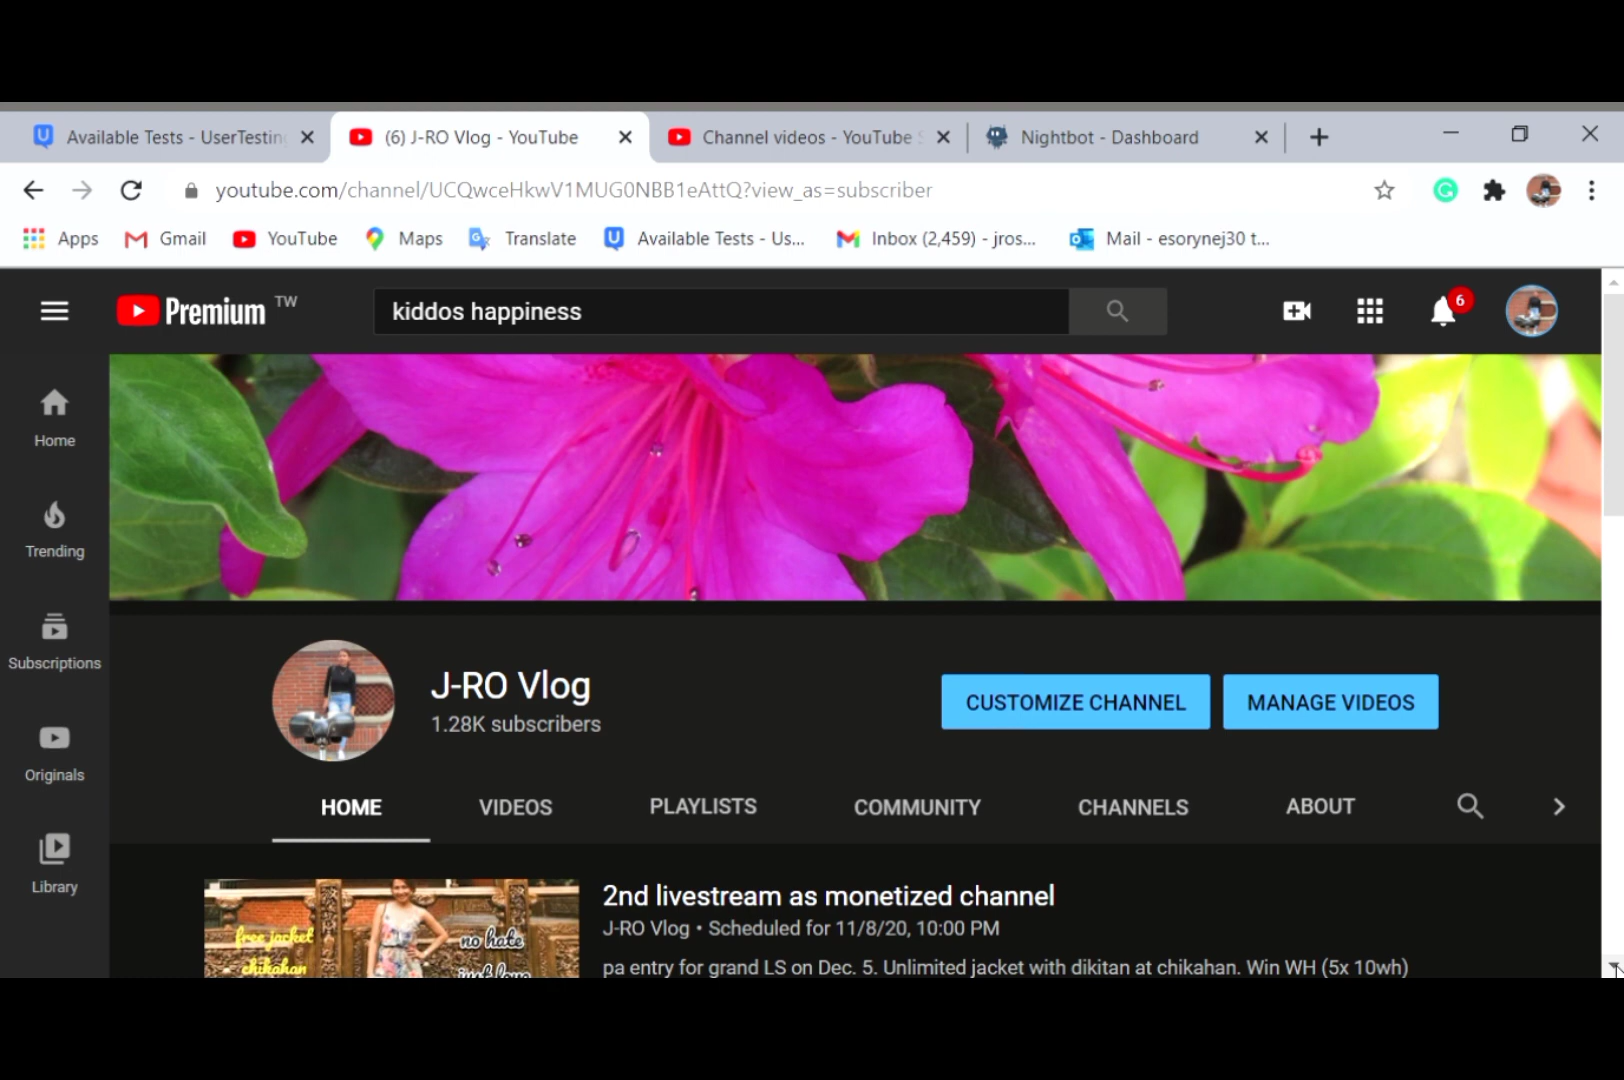 Available Tests - UserTesting
(6) J-RO Vlog - YouTube
Channel videos - YouTube S
Nightbot - Dashboard
youtube.com/channel/UCQwceHkwV1MUG0NBB1eAttQ?view_as=subscriber
Apps
Gmail
YouTube
Maps
Translate
Available Tests - Us...
Inbox (2,459) - jros...
Mail - esorynej30 t...
Premium TW
kiddos happiness
6
Home
Trending
Subscriptions
Originals
Library
J-RO Vlog
1.28K subscribers
CUSTOMIZE CHANNEL
MANAGE VIDEOS
HOME
VIDEOS
PLAYLISTS
COMMUNITY
CHANNELS
ABOUT
free jacket
chikahan
no hate
just love
2nd livestream as monetized channel
J-RO Vlog • Scheduled for 11/8/20, 10:00 PM
pa entry for grand LS on Dec. 5. Unlimited jacket with dikitan at chikahan. Win WH (5x 10wh)